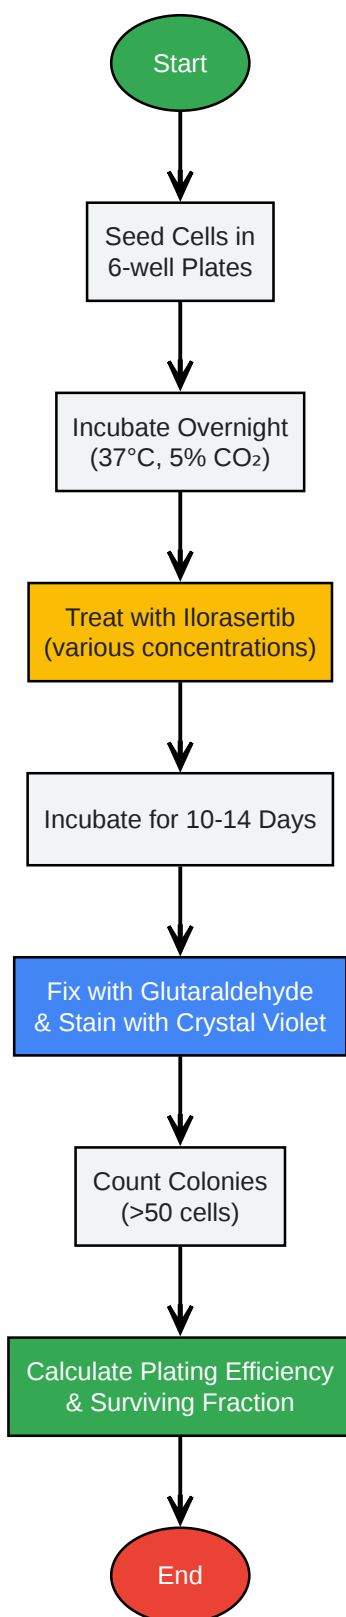 Start
Seed Cells in
6-well Plates
Incubate Overnight
(37°C, 5% CO₂)
Treat with Ilorasertib
(various concentrations)
Incubate for 10-14 Days
Fix with Glutaraldehyde
& Stain with Crystal Violet
Count Colonies
(>50 cells)
Calculate Plating Efficiency
& Surviving Fraction
End